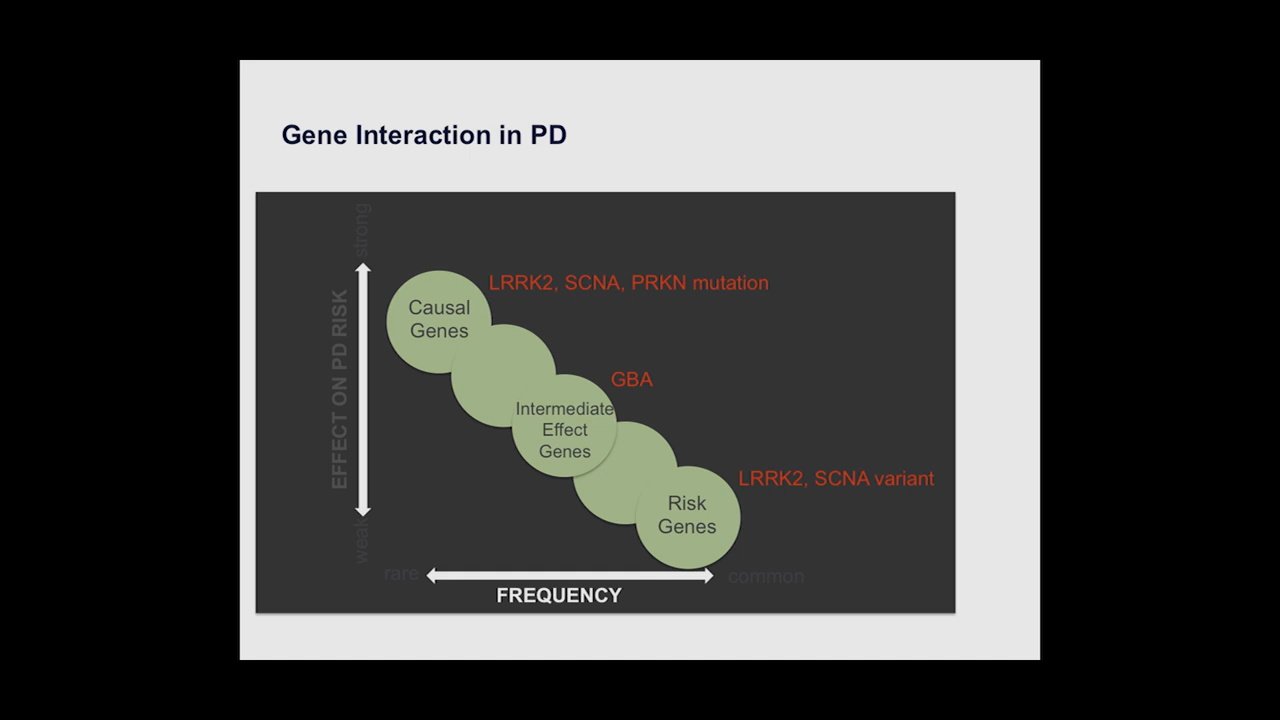 Gene Interaction in PD
strong
EFFECT ON PD RISK
weak
LRRK2, SCNA, PRKN mutation
Causal
Genes
GBA
Intermediate
Effect
Genes
LRRK2, SCNA variant
Risk
Genes
rare
common
FREQUENCY